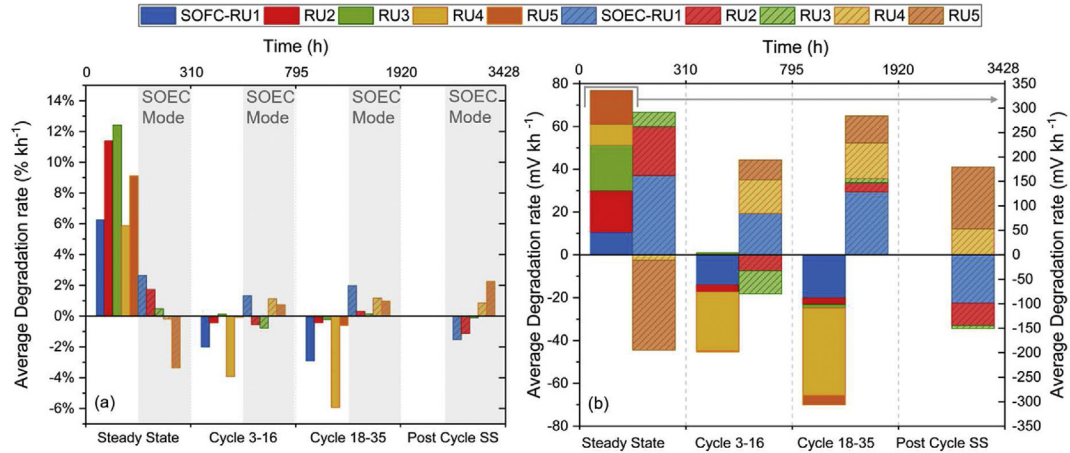 SOFC-RU1 RU2 RU3 RU4 RU5 SOEC-RU1 RU2 RU3 RU4 RU5
Time (h)
0 310 795 1920 3428
14%
12%
10%
8%
6%
4%
2%
0%
-2%
-4%
-6%
Average Degradation rate (% kh⁻¹)
SOEC Mode
SOEC Mode
SOEC Mode
SOEC Mode
(a)
Steady State Cycle 3-16 Cycle 18-35 Post Cycle SS
Time (h)
0 310 795 1920 3428
80
60
40
20
0
-20
-40
-60
-80
Average Degradation rate (mV kh⁻¹)
350
300
250
200
150
100
50
0
-50
-100
-150
-200
-250
-300
-350
Average Degradation rate (mV kh⁻¹)
(b)
Steady State Cycle 3-16 Cycle 18-35 Post Cycle SS